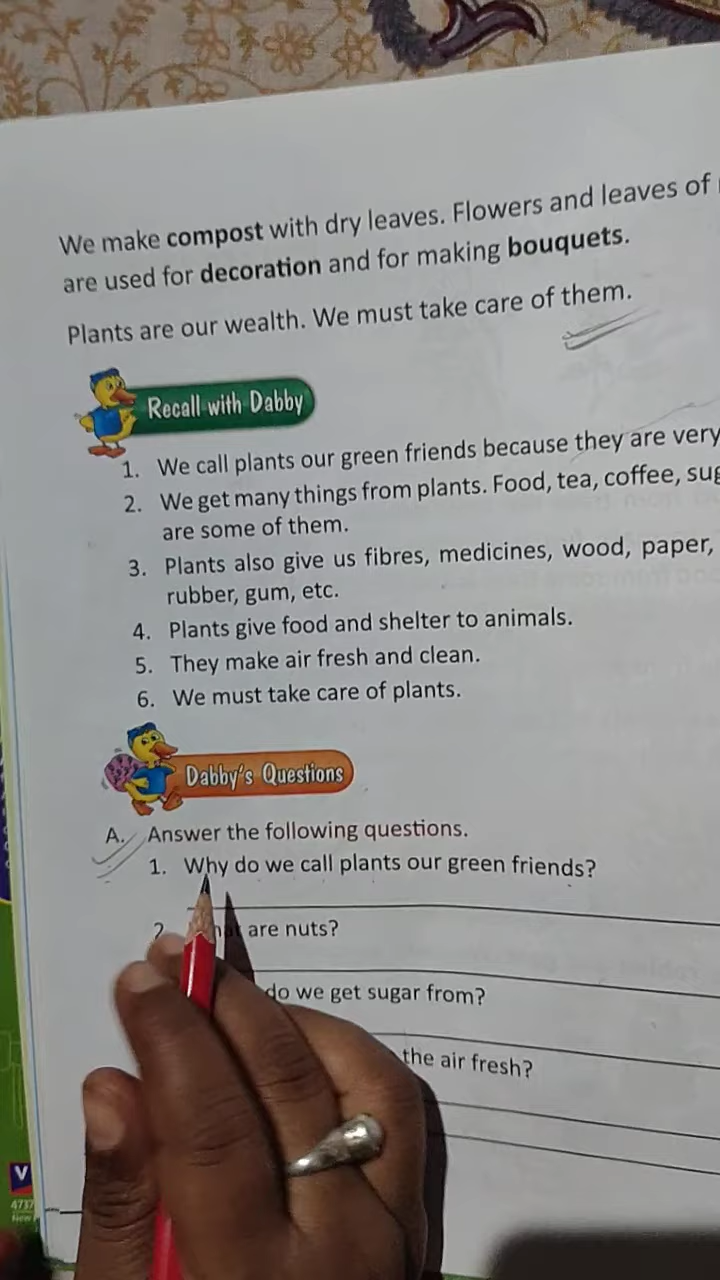 We make compost with dry leaves. Flowers and leaves of
are used for decoration and for making bouquets.
Plants are our wealth. We must take care of them.
Recall with Dabby
1. We call plants our green friends because they are very
2. We get many things from plants. Food, tea, coffee,
are some of them.
3. Plants also give us fibres, medicines, wood, paper,
rubber, gum, etc.
4. Plants give food and shelter to animals.
5. They make air fresh and clean.
6. We must take care of plants.
Dabby's Questions
A. Answer the following questions.
1. Why do we call plants our green friends?
2. are nuts?
do we get sugar from?
the air fresh?
V